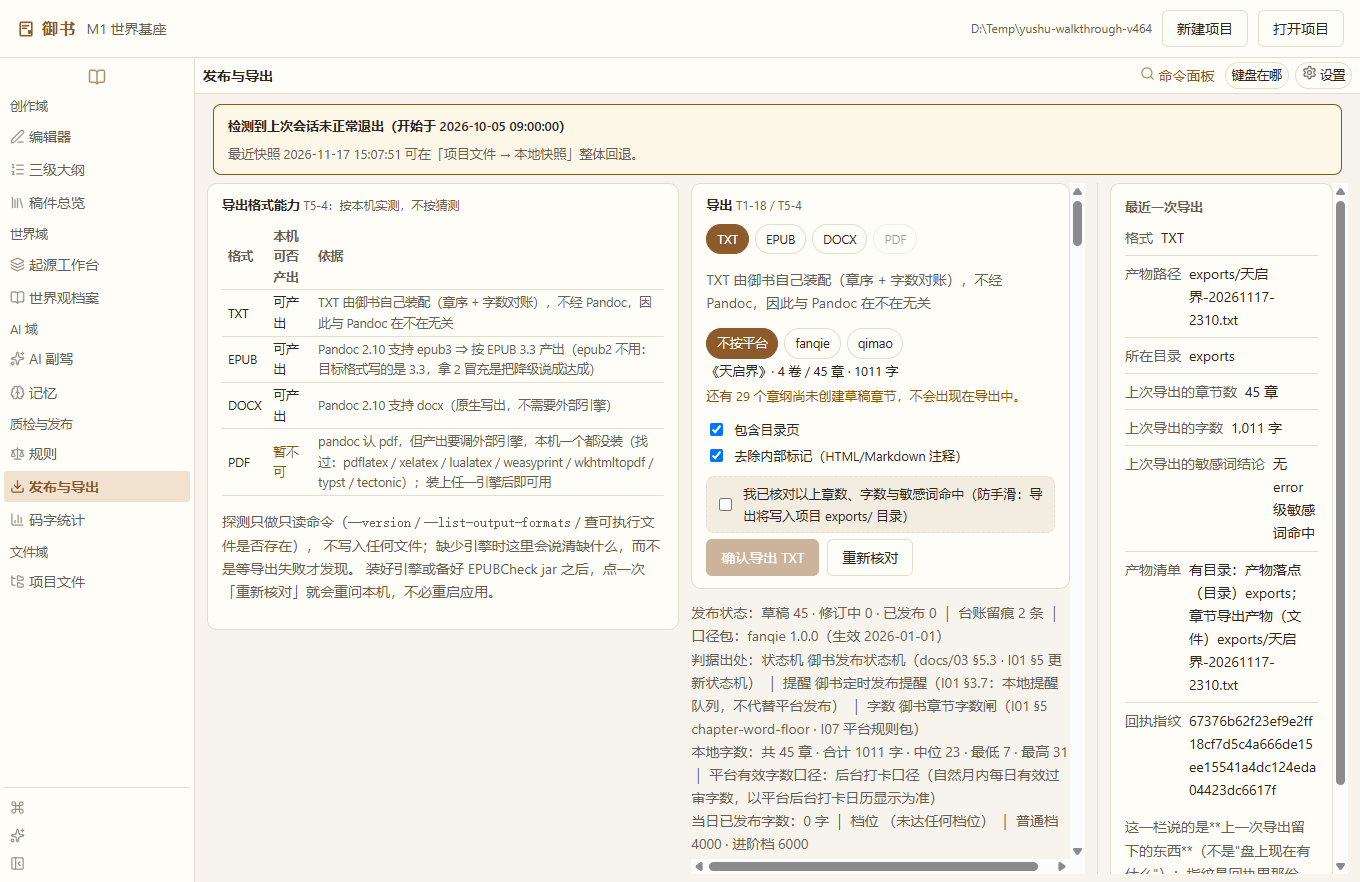 御书 M1 世界基座
D:\Temp\yushu-walkthrough-v464 新建项目 打开项目
创作域
编辑器
三级大纲
稿件总览
世界域
起源工作台
世界观档案
AI 域
AI 副驾
记忆
质检与发布
规则
发布与导出
码字统计
文件域
项目文件
发布与导出
命令面板 键盘在哪 设置
检测到上次会话未正常退出（开始于 2026-10-05 09:00:00）
最近快照 2026-11-17 15:07:51 可在「项目文件 → 本地快照」整体回退。
导出格式能力 T5-4：按本机实测，不按猜测
格式 本机可否产出 依据
TXT 可产出 TXT 由御书自己装配（章序 + 字数对账），不经 Pandoc，因
此与 Pandoc 在不在无关
EPUB 可产出 Pandoc 2.10 支持 epub3 ⇒ 按 EPUB 3.3 产出（epub2 不用：
目标格式写的是 3.3，拿 2 冒充是把降级说成达成）
DOCX 可产出 Pandoc 2.10 支持 docx（原生写出，不需要外部引擎）
PDF 暂不可 pandoc 认 pdf，但产出要调外部引擎，本机一个都没装（找
过：pdflatex / xelatex / lualatex / weasyprint / wkhtmltopdf /
typst / tectonic）；装上任一引擎后即可用
探测只做只读命令（—version / —list-output-formats / 查可执行文
件是否存在），不写入任何文件；缺少引擎时这里会说清缺什么，而不
是等导出失败才发现。 装好引擎或备好 EPUBCheck jar 之后，点一次
「重新核对」就会重问本机，不必重启应用。
导出 T1-18 / T5-4
TXT EPUB DOCX PDF
TXT 由御书自己装配（章序 + 字数对账），不经
Pandoc，因此与 Pandoc 在不在无关
不按平台 fanqie qimao
《天启界》· 4 卷 / 45 章 · 1011 字
还有 29 个章纲尚未创建草稿章节，不会出现在导出中。
包含目录页
去除内部标记（HTML/Markdown 注释）
我已核对以上章数、字数与敏感词命中（防手滑：导
出将写入项目 exports/ 目录）
确认导出 TXT 重新核对
发布状态：草稿 45 · 修订中 0 · 已发布 0 ｜ 台账留痕 2 条 ｜
口径包：fanqie 1.0.0（生效 2026-01-01）
判据出处：状态机 御书发布状态机（docs/03 §5.3 · I01 §5 更
新状态机） ｜ 提醒 御书定时发布提醒（I01 §3.7：本地提醒
队列，不代替平台发布） ｜ 字数 御书章节字数闸（I01 §5
chapter-word-floor · I07 平台规则包）
本地字数：共 45 章 · 合计 1011 字 · 中位 23 · 最低 7 · 最高 31
｜ 平台有效字数口径：后台打卡口径（自然月内每日有效过
审字数，以平台后台打卡日历显示为准）
当日已发布字数：0 字 ｜ 档位 （未达任何档位） ｜ 普通档
4000 · 进阶档 6000
最近一次导出
格式 TXT
产物路径 exports/天启
界-20261117-
2310.txt
所在目录 exports
上次导出的章节数 45 章
上次导出的字数 1,011 字
上次导出的敏感词结论 无
error
级敏感
词命中
产物清单 有目录：产物落点
（目录）exports；
章节导出产物（文
件）exports/天启
界-20261117-
2310.txt
回执指纹 67376b62f23ef9e2ff
18cf7d5c4a666de15
ee15541a4dc124eda
04423dc6617f
这一栏说的是**上一次导出留
下的东西**（不是"盘上现在有
什么"）；指纹是回执里那份